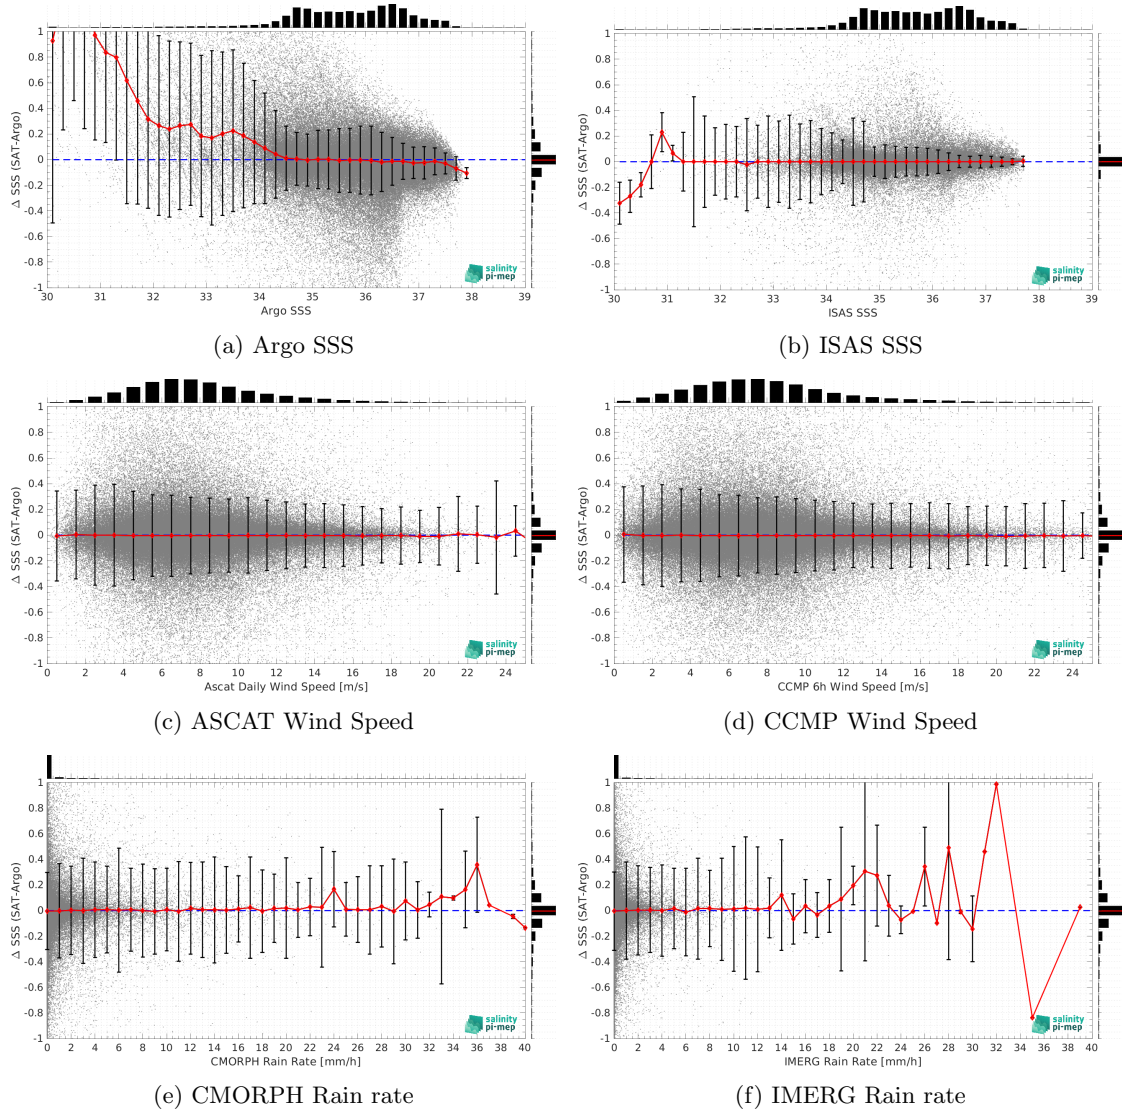 1
0.8
0.6
0.4
0.2
0
-0.2
-0.4
-0.6
-0.8
-1
Δ SSS (SAT-Argo)
salinity
pi-mep
30 31 32 33 34 35 36 37 38 39
Argo SSS
(a) Argo SSS
1
0.8
0.6
0.4
0.2
0
-0.2
-0.4
-0.6
-0.8
-1
Δ SSS (SAT-Argo)
salinity
pi-mep
30 31 32 33 34 35 36 37 38 39
ISAS SSS
(b) ISAS SSS
1
0.8
0.6
0.4
0.2
0
-0.2
-0.4
-0.6
-0.8
-1
Δ SSS (SAT-Argo)
salinity
pi-mep
0 2 4 6 8 10 12 14 16 18 20 22 24
Ascat Daily Wind Speed [m/s]
(c) ASCAT Wind Speed
1
0.8
0.6
0.4
0.2
0
-0.2
-0.4
-0.6
-0.8
-1
Δ SSS (SAT-Argo)
salinity
pi-mep
0 2 4 6 8 10 12 14 16 18 20 22 24
CCMP 6h Wind Speed [m/s]
(d) CCMP Wind Speed
1
0.8
0.6
0.4
0.2
0
-0.2
-0.4
-0.6
-0.8
-1
Δ SSS (SAT-Argo)
salinity
pi-mep
0 2 4 6 8 10 12 14 16 18 20 22 24 26 28 30 32 34 36 38 40
CMORPH Rain Rate [mm/h]
(e) CMORPH Rain rate
1
0.8
0.6
0.4
0.2
0
-0.2
-0.4
-0.6
-0.8
-1
Δ SSS (SAT-Argo)
salinity
pi-mep
0 2 4 6 8 10 12 14 16 18 20 22 24 26 28 30 32 34 36 38 40
IMERG Rain Rate [mm/h]
(f) IMERG Rain rate